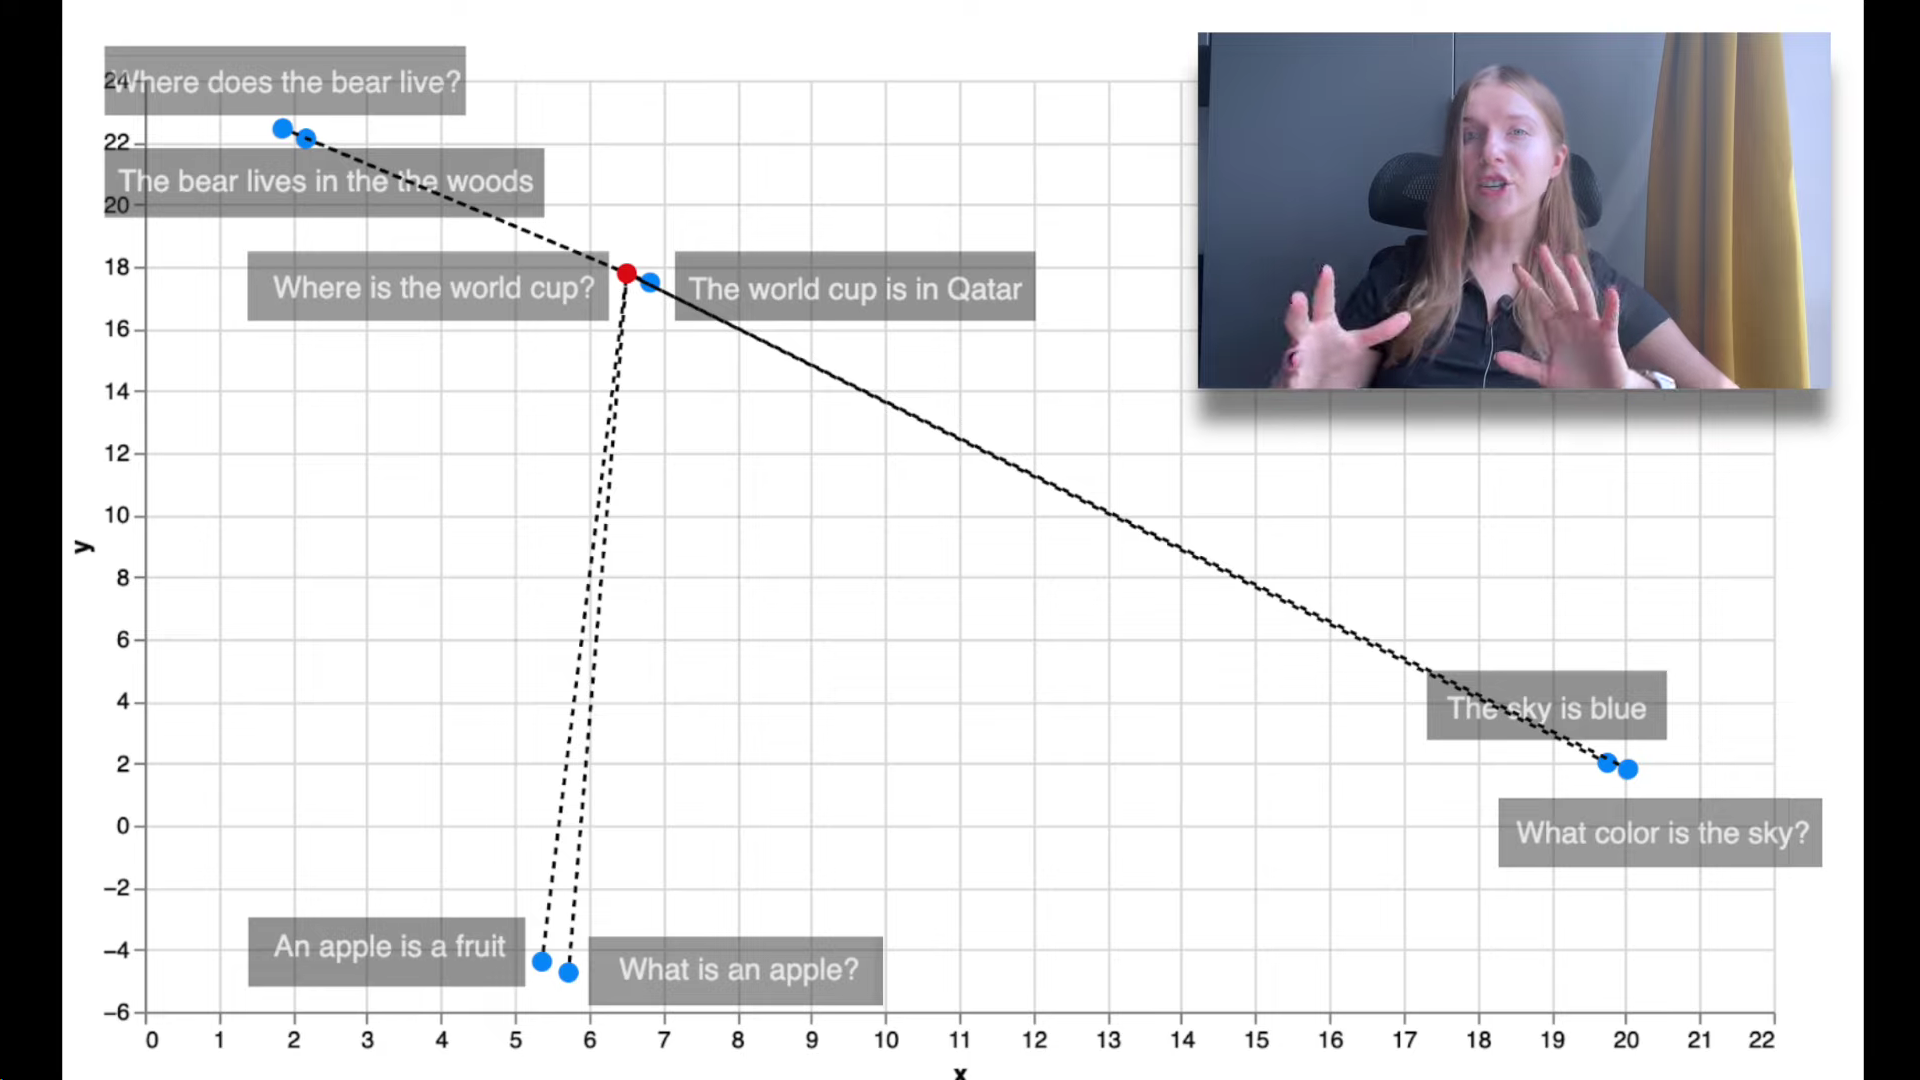 Where does the bear live?
The bear lives in the the woods
Where is the world cup?
The world cup is in Qatar
The sky is blue
What color is the sky?
An apple is a fruit
What is an apple?
24
22
20
18
16
14
12
10
8
6
4
2
0
−2
−4
−6
y
0 1 2 3 4 5 6 7 8 9 10 11 12 13 14 15 16 17 18 19 20 21 22
x